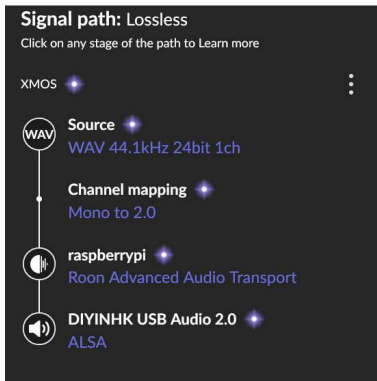 Signal path: Lossless
Click on any stage of the path to Learn more
XMOS
WAV
Source
WAV 44.1kHz 24bit 1ch
Channel mapping
Mono to 2.0
raspberrypi
Roon Advanced Audio Transport
DIYINHK USB Audio 2.0
ALSA